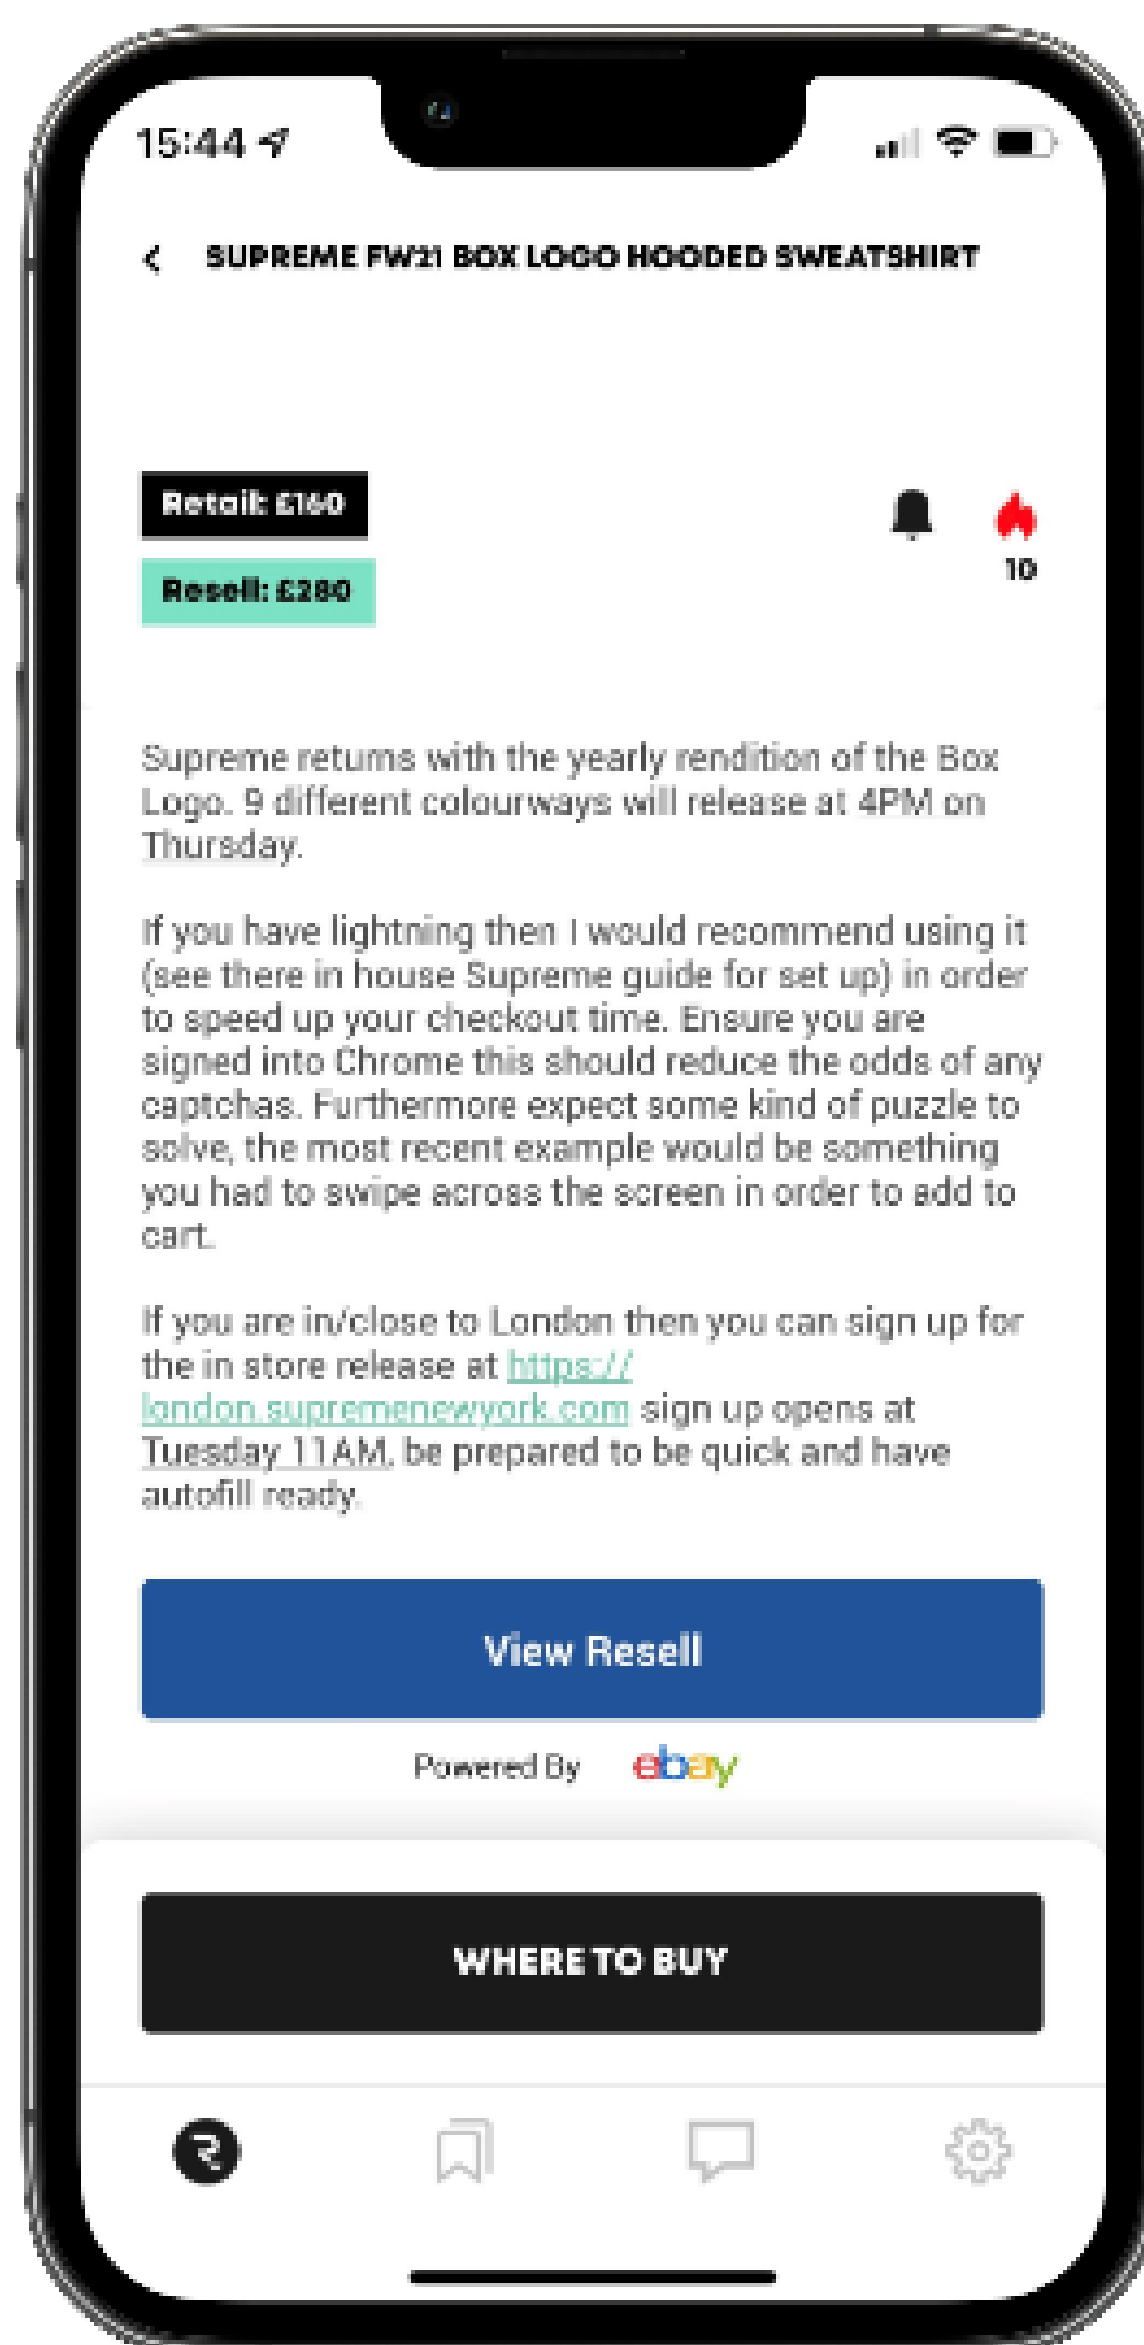 15:44
SUPREME FW21 BOX LOGO HOODED SWEATSHIRT
Retail: £160
Resell: £280
10
Supreme returns with the yearly rendition of the Box
Logo. 9 different colourways will release at 4PM on
Thursday.
If you have lightning then I would recommend using it
(see there in house Supreme guide for set up) in order
to speed up your checkout time. Ensure you are
signed into Chrome this should reduce the odds of any
captchas. Furthermore expect some kind of puzzle to
solve, the most recent example would be something
you had to swipe across the screen in order to add to
cart.
If you are in/close to London then you can sign up for
the in store release at https://
london.supremenewyork.com sign up opens at
Tuesday 11AM, be prepared to be quick and have
autofill ready.
View Resell
Powered By ebay
WHERE TO BUY